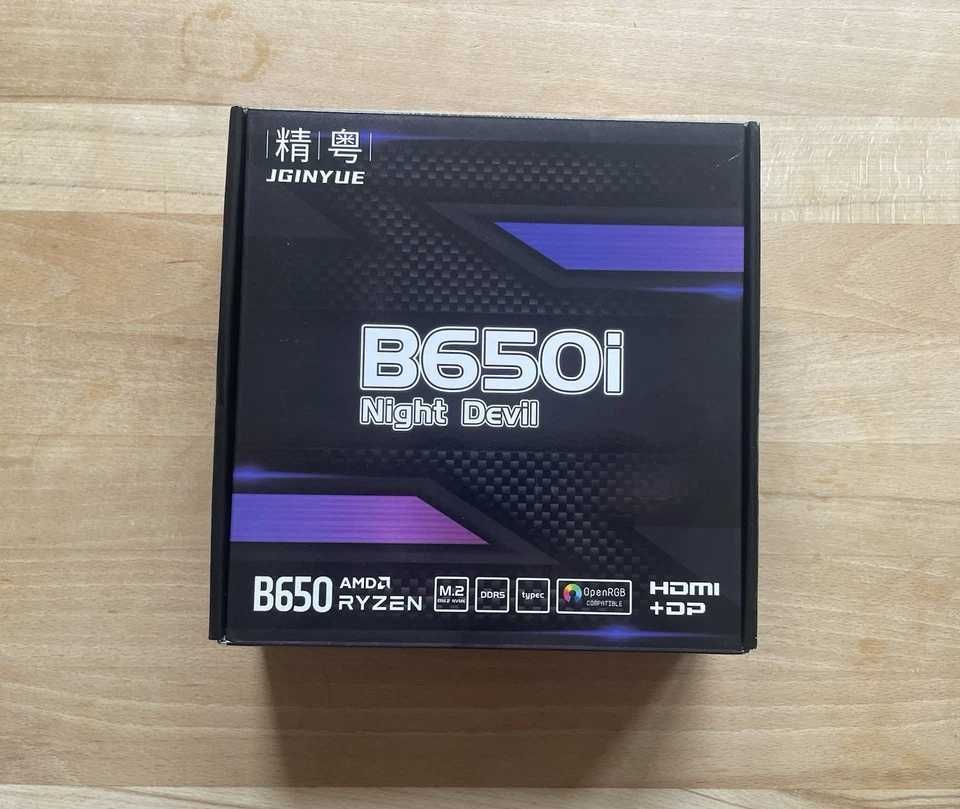 精粤
JGINYUE
B650i
Night Devil
B650 AMD RYZEN M.2 DDR5 typec OpenRGB COMPATIBLE HDMI +DP